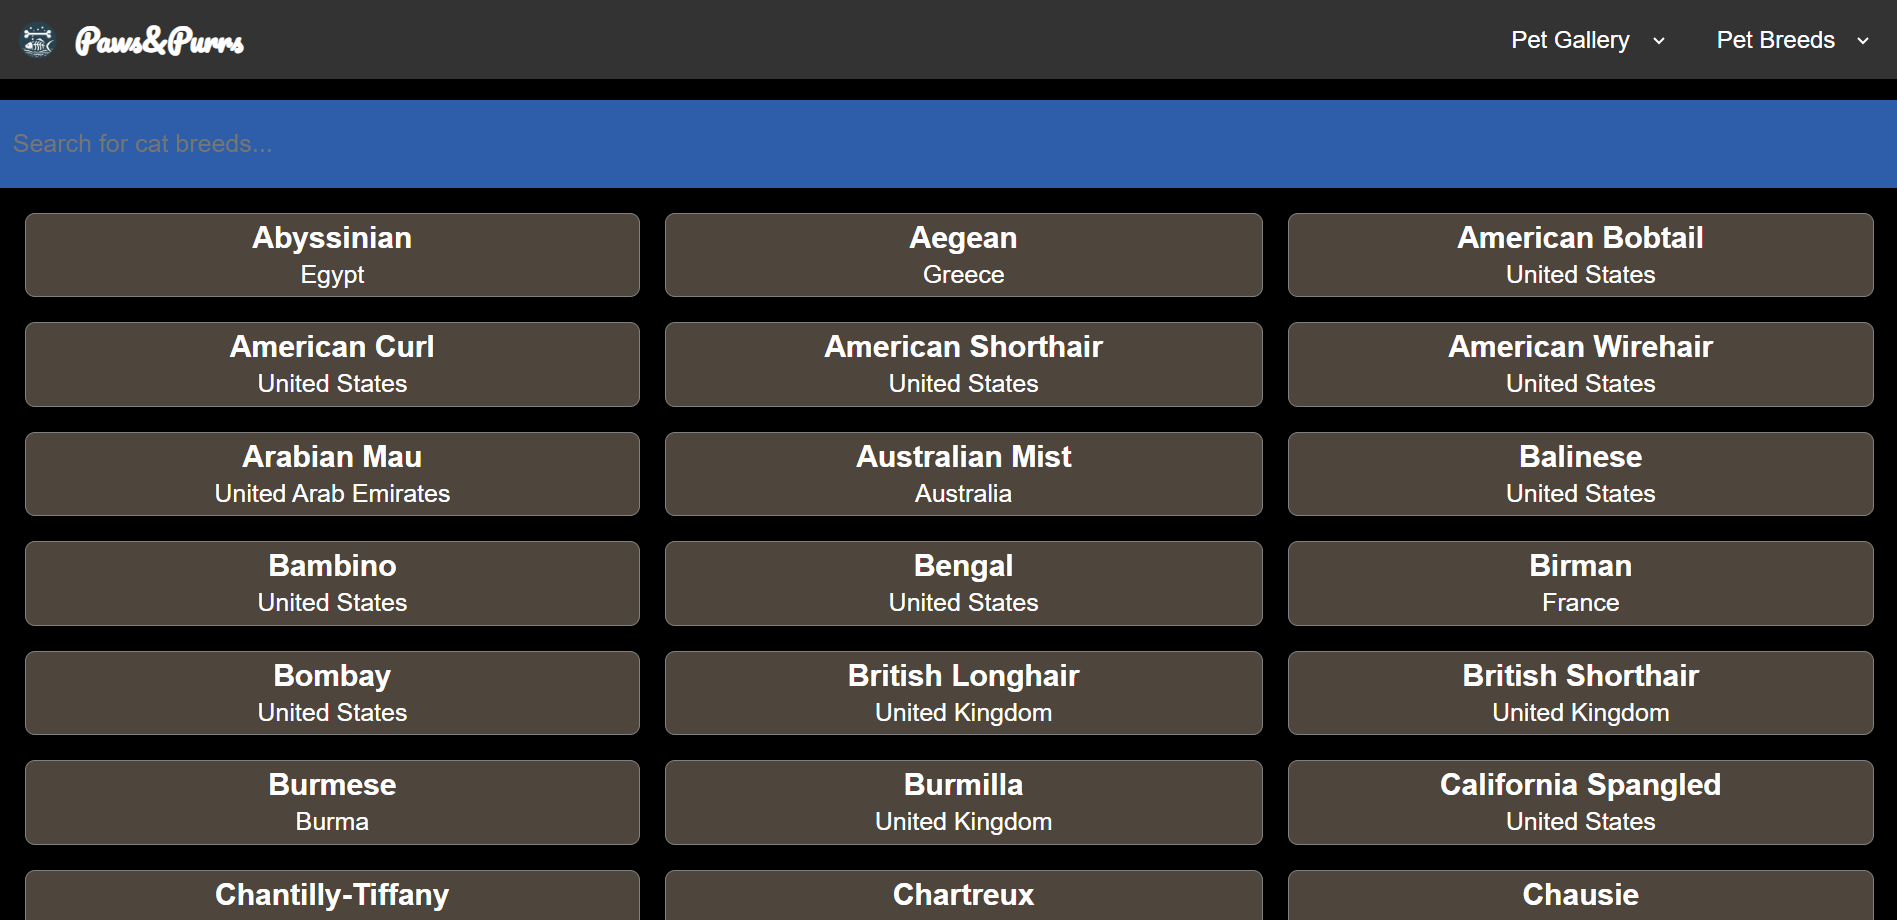 Paws&Purrs
Pet Gallery
Pet Breeds
Search for cat breeds...
Abyssinian
Egypt
Aegean
Greece
American Bobtail
United States
American Curl
United States
American Shorthair
United States
American Wirehair
United States
Arabian Mau
United Arab Emirates
Australian Mist
Australia
Balinese
United States
Bambino
United States
Bengal
United States
Birman
France
Bombay
United States
British Longhair
United Kingdom
British Shorthair
United Kingdom
Burmese
Burma
Burmilla
United Kingdom
California Spangled
United States
Chantilly-Tiffany
Chartreux
Chausie